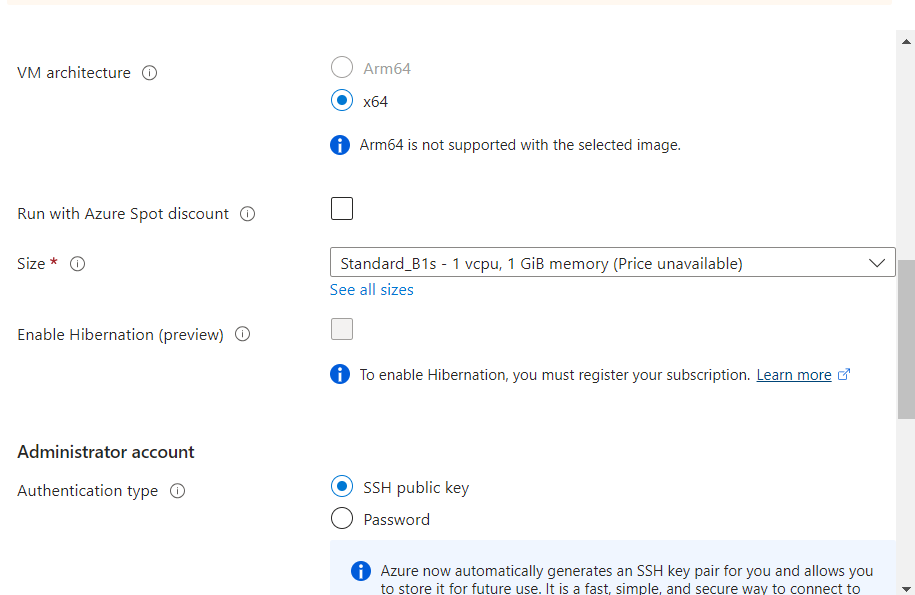 VM architecture
Arm64
x64
Arm64 is not supported with the selected image.
Run with Azure Spot discount
Size *
Standard_B1s - 1 vcpu, 1 GiB memory (Price unavailable)
See all sizes
Enable Hibernation (preview)
To enable Hibernation, you must register your subscription. Learn more
Administrator account
Authentication type
SSH public key
Password
Azure now automatically generates an SSH key pair for you and allows you
to store it for future use. It is a fast, simple, and secure way to connect to